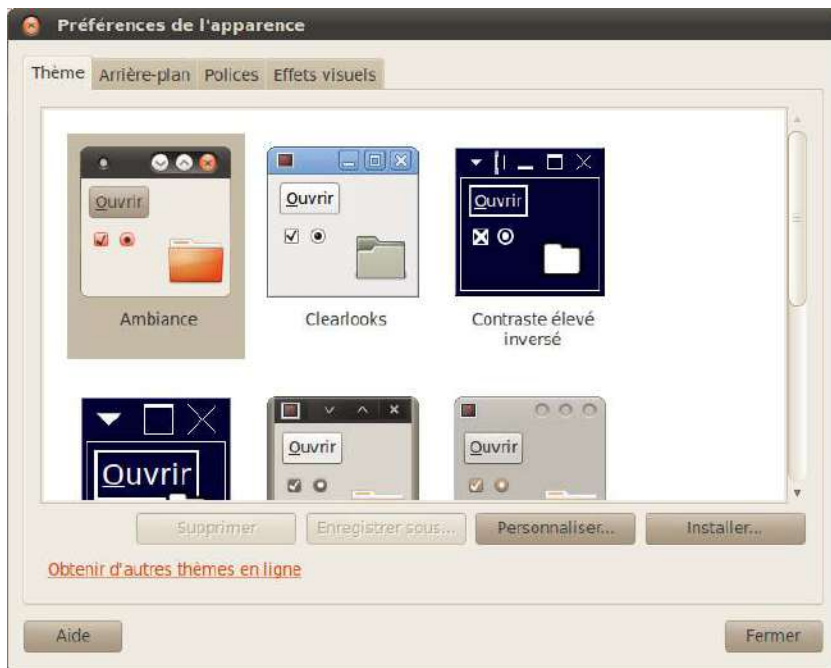 Préférences de l'apparence
Thème Arrière-plan Polices Effets visuels
Ouvrir Ouvrir Ouvrir
Ambiance Clearlooks Contraste élevé
inversé
Ouvrir Ouvrir Ouvrir
Supprimer Enregistrer sous... Personnaliser... Installer...
Obtenir d'autres thèmes en ligne
Aide Fermer